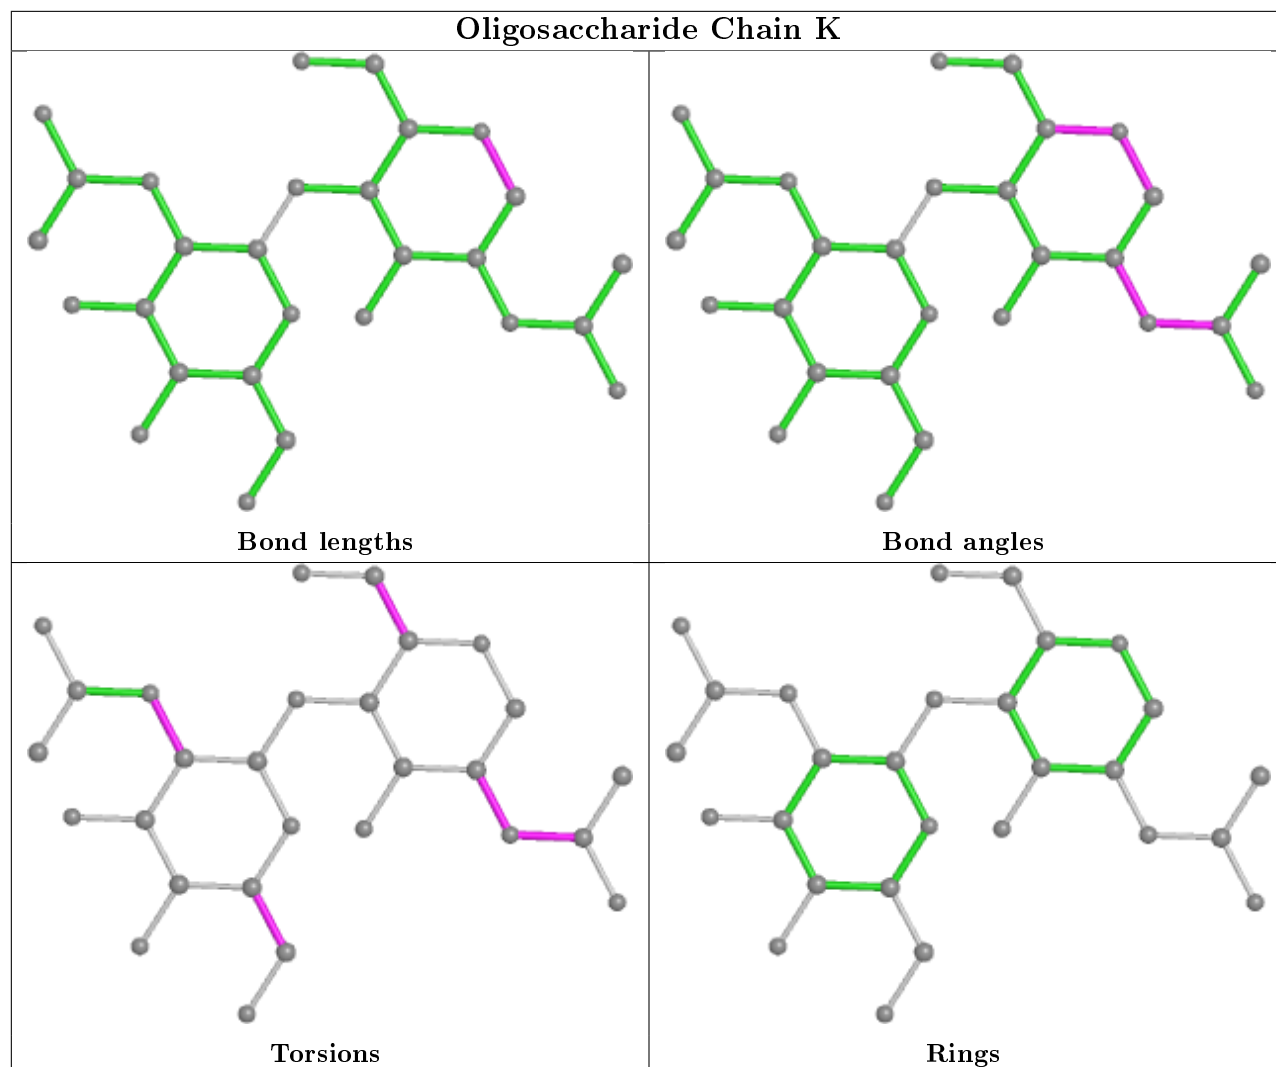 Oligosaccharide Chain K
Bond lengths
Bond angles
Torsions
Rings